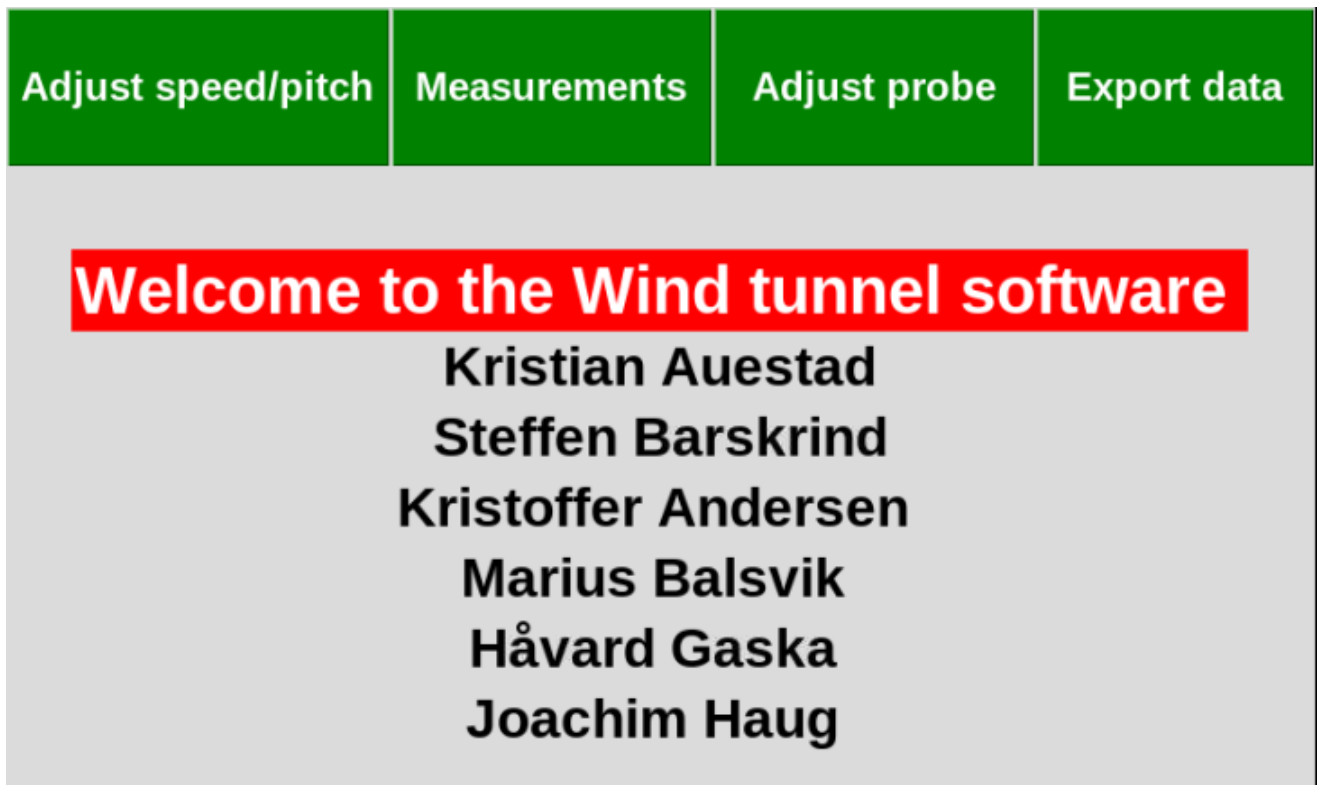 Adjust speed/pitch
Measurements
Adjust probe
Export data
Welcome to the Wind tunnel software
Kristian Auestad
Steffen Barskrind
Kristoffer Andersen
Marius Balsvik
Håvard Gaska
Joachim Haug